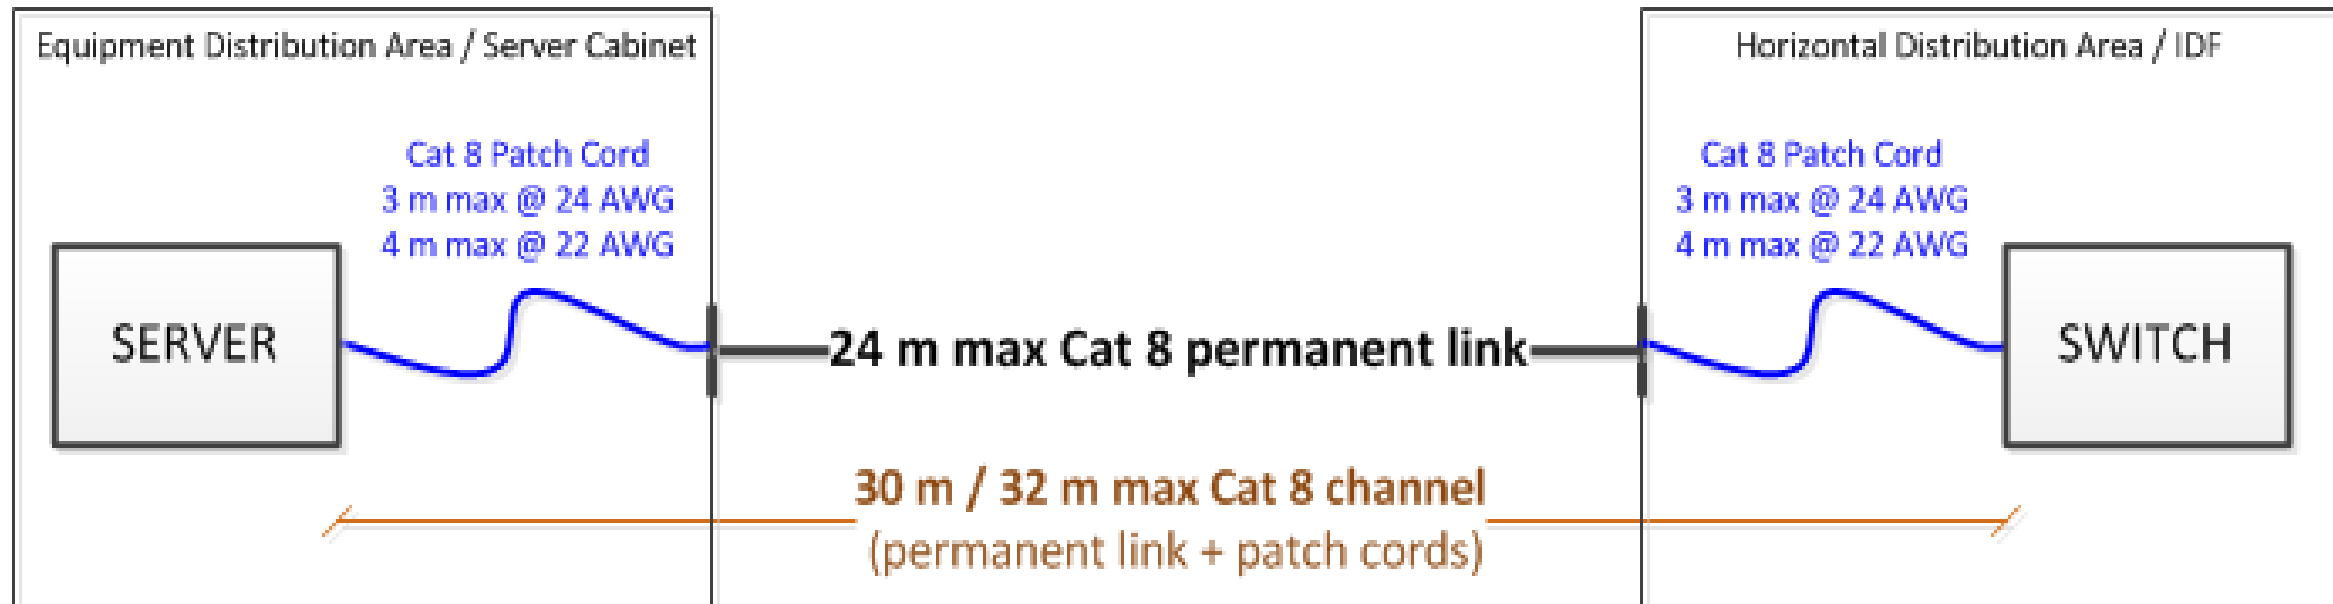 Equipment Distribution Area / Server Cabinet
Horizontal Distribution Area / IDF
Cat 8 Patch Cord
3 m max @ 24 AWG
4 m max @ 22 AWG
Cat 8 Patch Cord
3 m max @ 24 AWG
4 m max @ 22 AWG
SERVER
24 m max Cat 8 permanent link
SWITCH
30 m / 32 m max Cat 8 channel
(permanent link + patch cords)